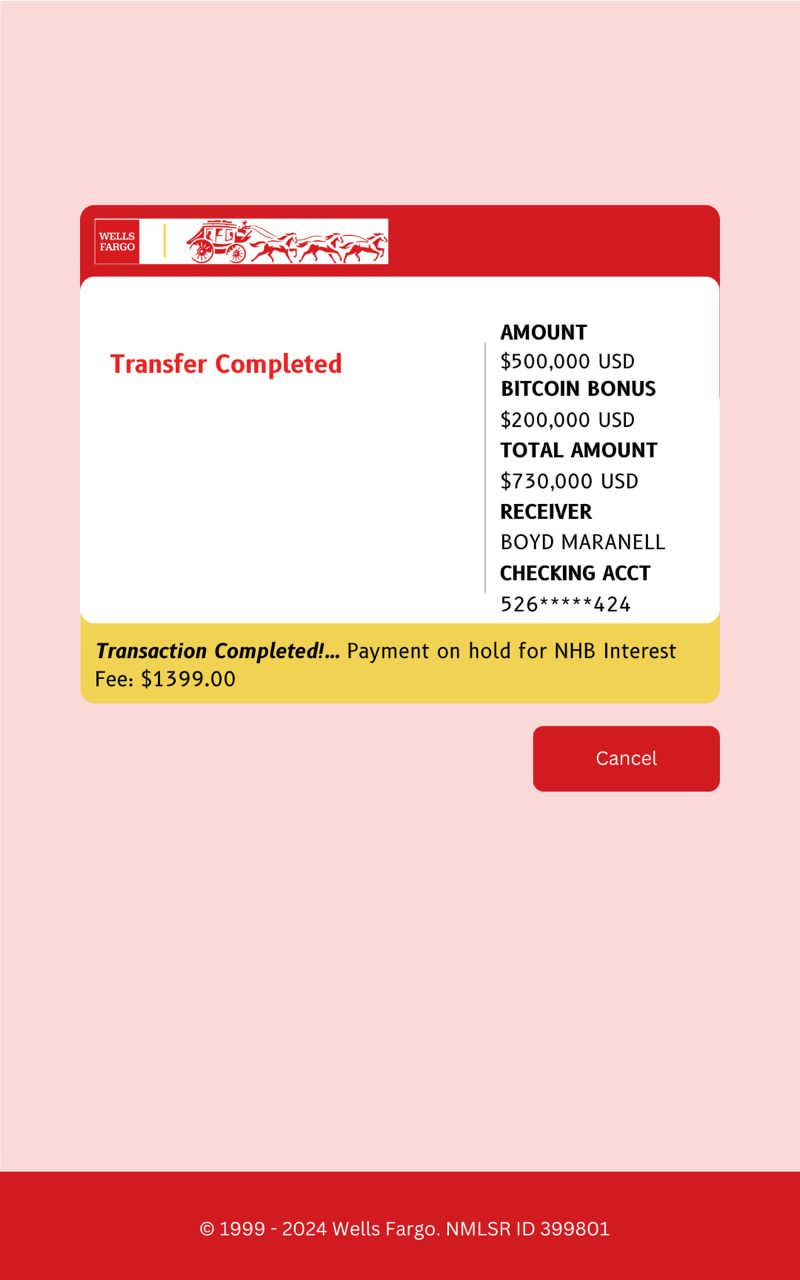 WELLS
FARGO
Transfer Completed
AMOUNT
$500,000 USD
BITCOIN BONUS
$200,000 USD
TOTAL AMOUNT
$730,000 USD
RECEIVER
BOYD MARANELL
CHECKING ACCT
526*****424
Transaction Completed!... Payment on hold for NHB Interest
Fee: $1399.00
Cancel
© 1999 - 2024 Wells Fargo. NMLSR ID 399801